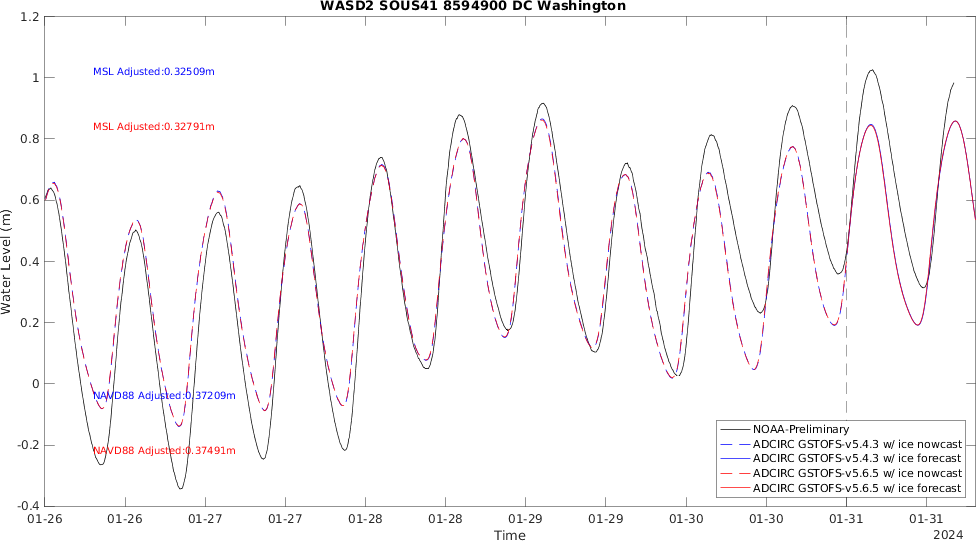 WASD2 SOUS41 8594900 DC Washington
1.2
1
0.8
0.6
0.4
0.2
0
-0.2
-0.4
Water Level (m)
MSL Adjusted:0.32509m
MSL Adjusted:0.32791m
NAVD88 Adjusted:0.37209m
NAVD88 Adjusted:0.37491m
NOAA-Preliminary
ADCIRC GSTOFS-v5.4.3 w/ ice nowcast
ADCIRC GSTOFS-v5.4.3 w/ ice forecast
ADCIRC GSTOFS-v5.6.5 w/ ice nowcast
ADCIRC GSTOFS-v5.6.5 w/ ice forecast
01-26 01-26 01-27 01-27 01-28 01-28 01-29 01-29 01-30 01-30 01-31 01-31
Time
2024